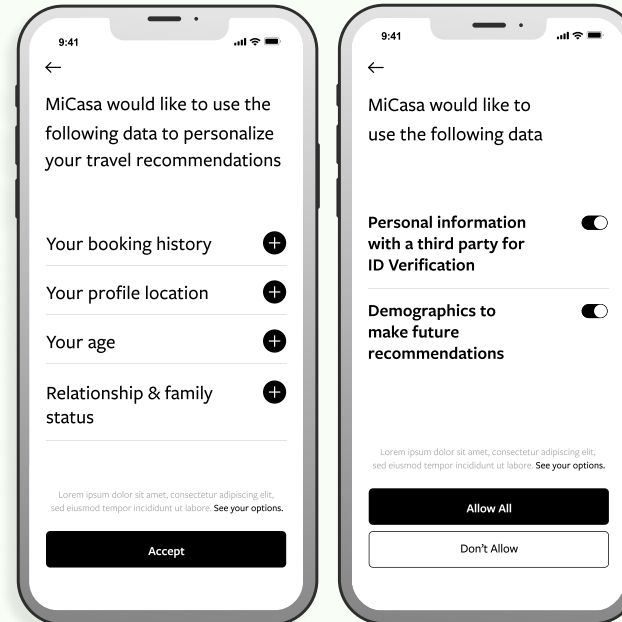 9:41
MiCasa would like to use the
following data to personalize
your travel recommendations
Your booking history
Your profile location
Your age
Relationship & family
status
Lorem ipsum dolor sit amet, consectetur adipiscing elit,
sed eiusmod tempor incididunt ut labore. See your options.
Accept
9:41
MiCasa would like to
use the following data
Personal information
with a third party for
ID Verification
Demographics to
make future
recommendations
Lorem ipsum dolor sit amet, consectetur adipiscing elit,
sed eiusmod tempor incididunt ut labore. See your options.
Allow All
Don't Allow